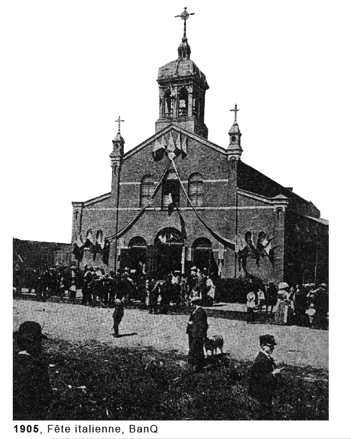 1905, Fête italienne, BanQ